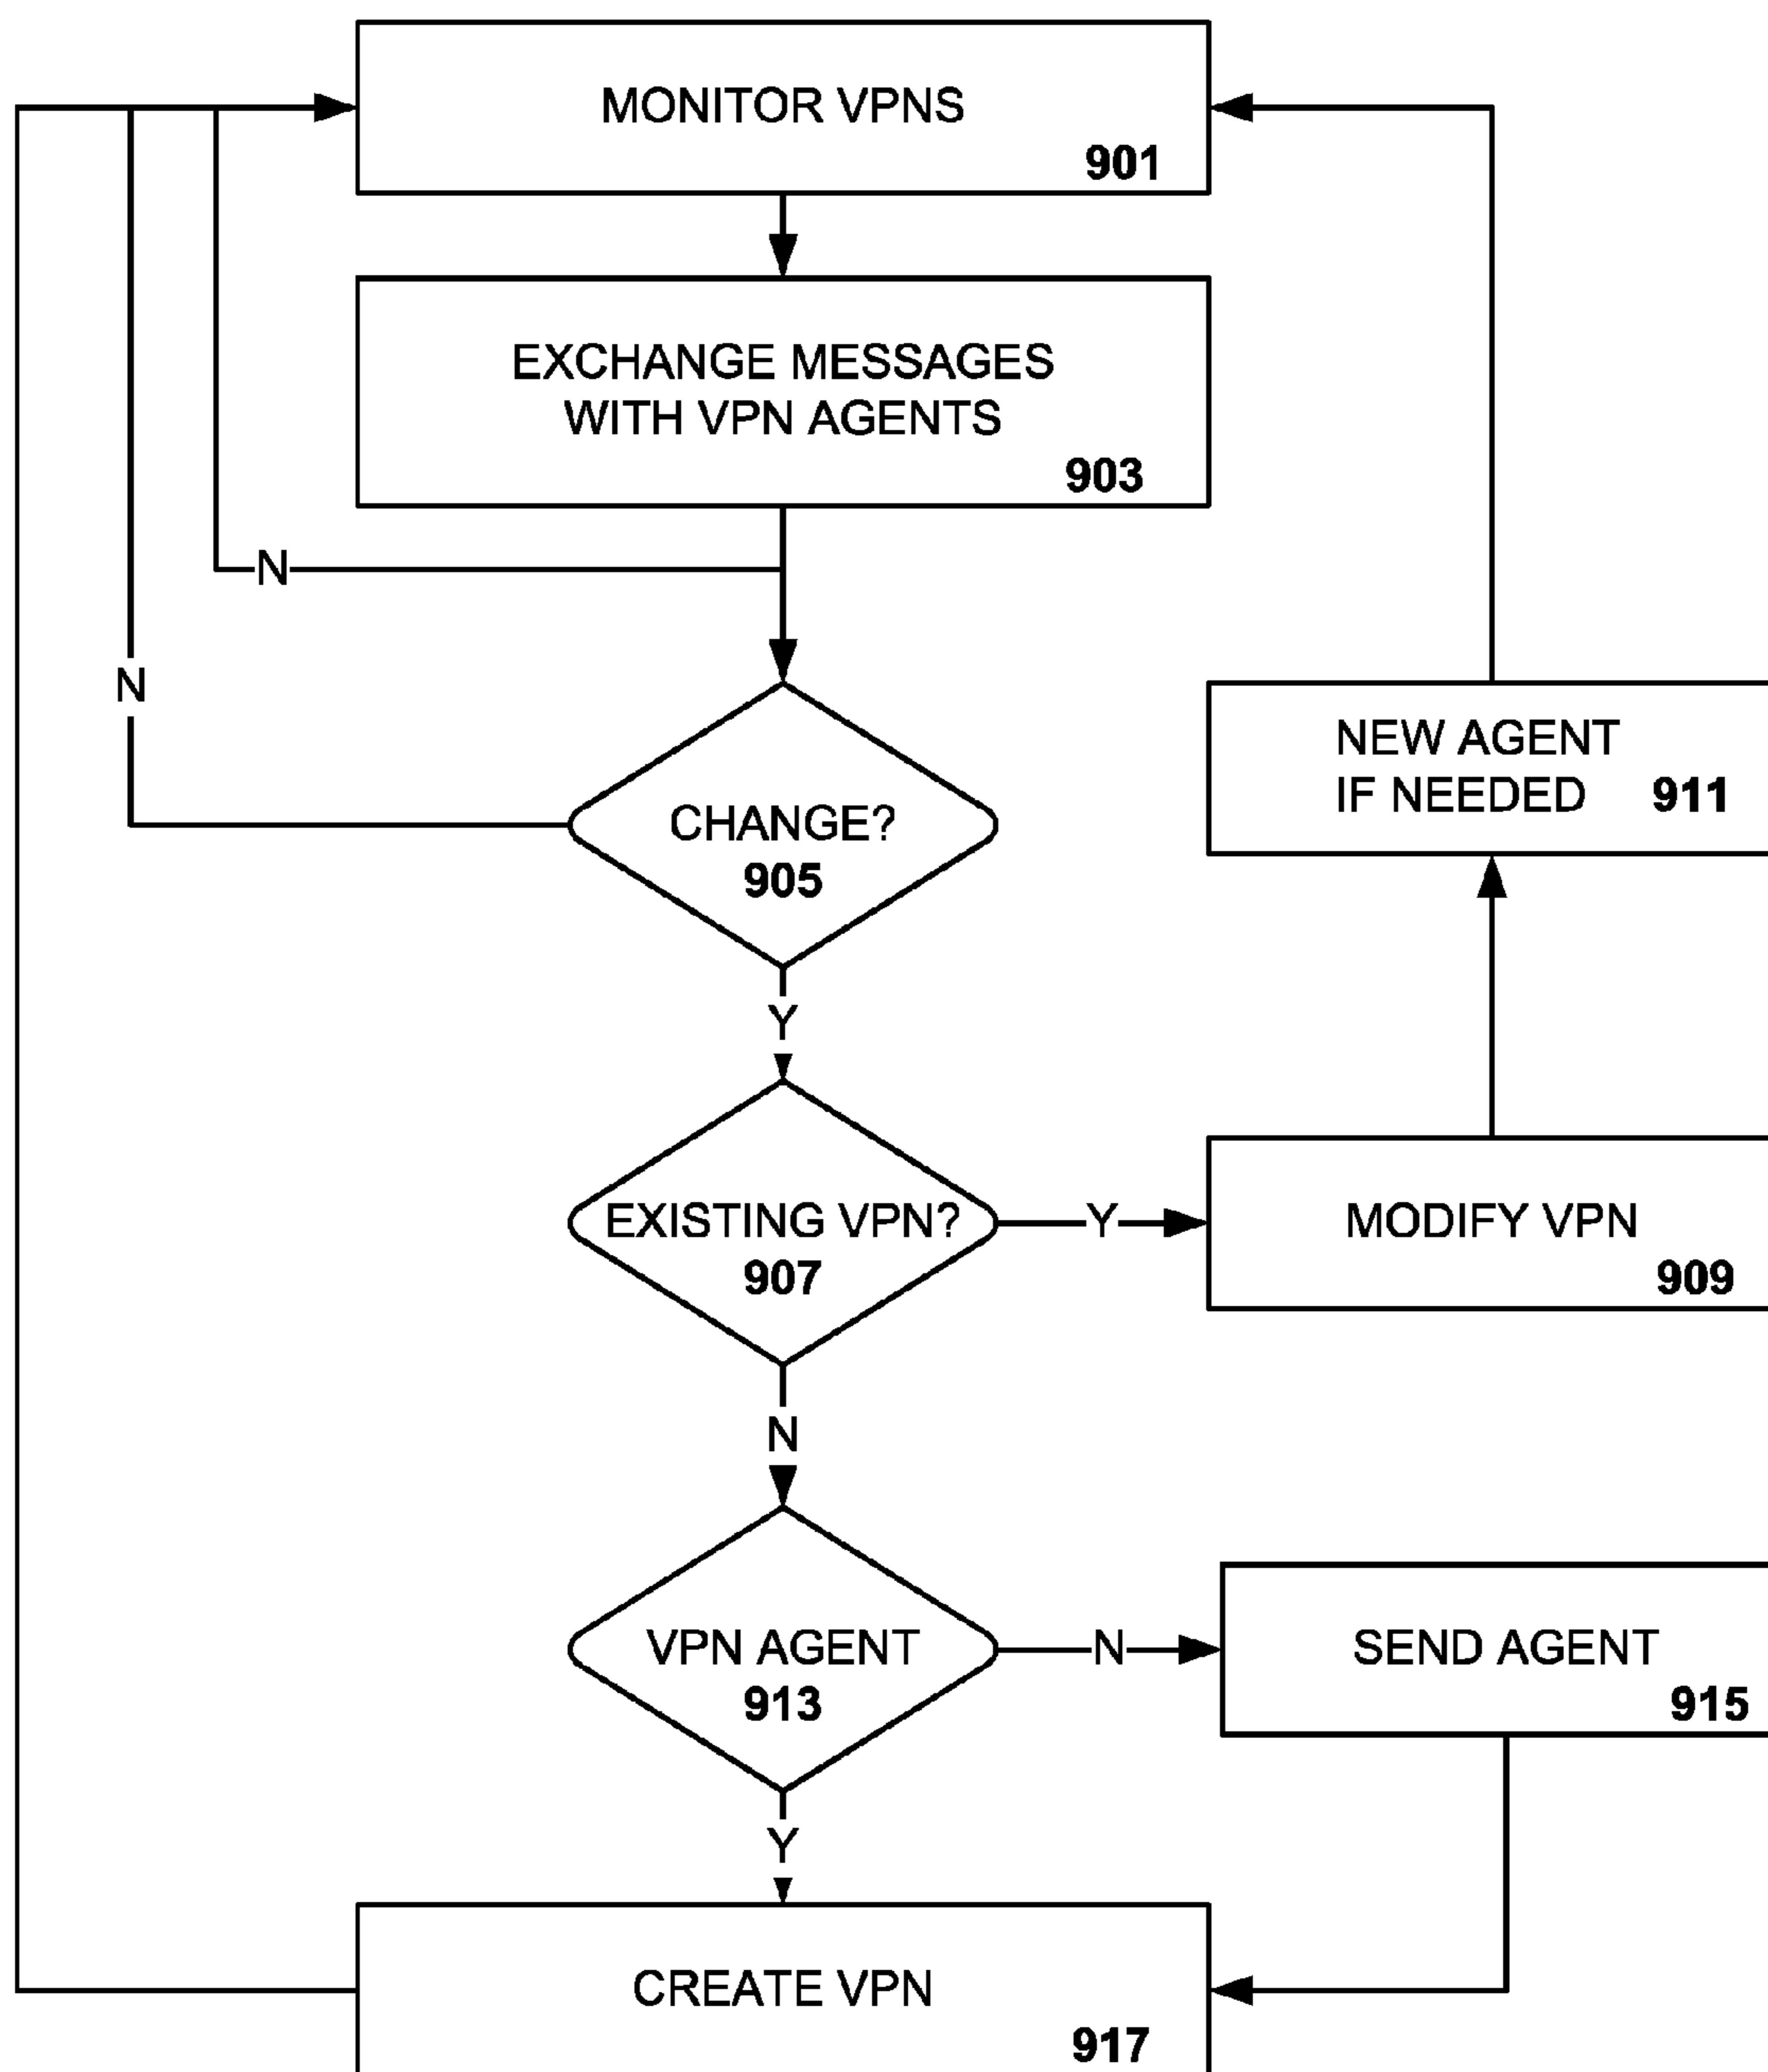 MONITOR VPNS
901
EXCHANGE MESSAGES
WITH VPN AGENTS
903
N
N
CHANGE?
905
NEW AGENT
IF NEEDED 911
Y
EXISTING VPN?
907
Y
MODIFY VPN
909
N
VPN AGENT
913
N
SEND AGENT
915
Y
CREATE VPN
917